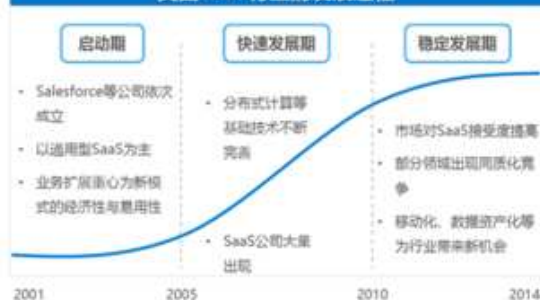 启动期
快速发展期
稳定发展期
Salesforce等公司依次
成立
以通用型SaaS为主
业务扩展重心为新模
式的经济性与易用性
分布式计算等
基础技术不断
完善
SaaS公司大量
出现
市场对SaaS接受度提高
部分领域出现同质化竞
争
移动化、数据资产化等
为行业带来新机会
2001
2005
2010
2014